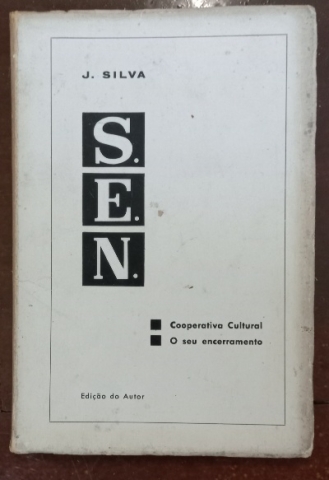 J. SILVA
S.
E.
N.
Cooperativa Cultural
O seu encerramento
Edição do Autor